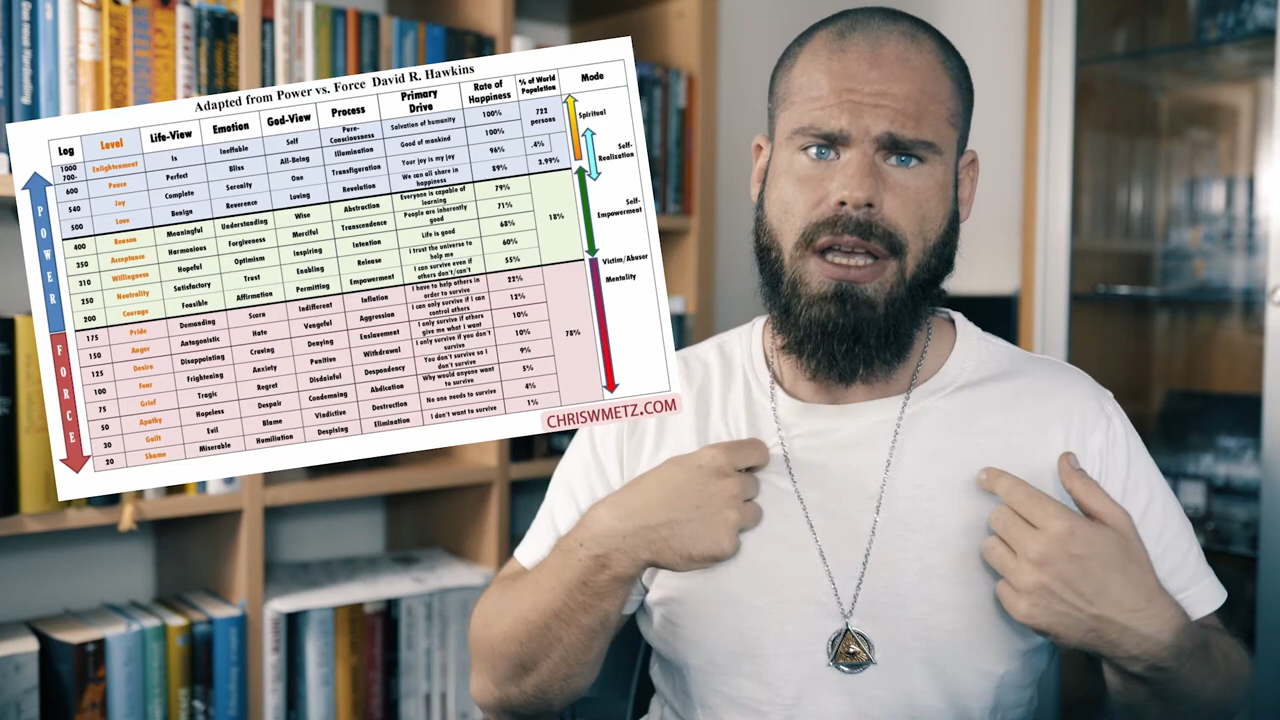 Adapted from Power vs. Force David R. Hawkins
Log Level Life-View Emotion God-View Process Primary Drive Rate of Happiness % of World Population Mode
1000 700- Enlightenment Is Ineffable Self Pure-Consciousness Salvation of humanity 100% 722 persons Spiritual
600 Peace Perfect Bliss All-Being Illumination Good of mankind 100% .4% Self-Realization
540 Joy Complete Serenity One Transfiguration Your joy is my joy 96% 3.99%
500 Love Benign Reverence Loving Revelation We can all share in happiness 89%
400 Reason Meaningful Understanding Wise Abstraction Everyone is capable of learning 79% 18% Self-Empowerment
350 Acceptance Harmonious Forgiveness Merciful Transcendence People are inherently good 71%
310 Willingness Hopeful Optimism Inspiring Intention Life is good 68%
250 Neutrality Satisfactory Trust Enabling Release I trust the universe to help me 60%
200 Courage Feasible Affirmation Permitting Empowerment I can survive even if others don't/can't 55%
175 Pride Demanding Scorn Indifferent Inflation I have to help others in order to survive 22% 78% Victim/Abuser Mentality
150 Anger Antagonistic Hate Vengeful Aggression I can only survive if I can control others 12%
125 Desire Disappointing Craving Denying Enslavement I only survive if others give me what I want 10%
100 Fear Frightening Anxiety Punitive Withdrawal I only survive if you don't survive 10%
75 Grief Tragic Regret Disdainful Despondency You don't survive so I don't survive 9%
50 Apathy Hopeless Despair Condemning Abdication Why would anyone want to survive 5%
30 Guilt Evil Blame Vindictive Destruction No one needs to survive 4%
20 Shame Miserable Humiliation Despising Elimination I don't want to survive 1%
POWER
FORCE
CHRISWMETZ.COM